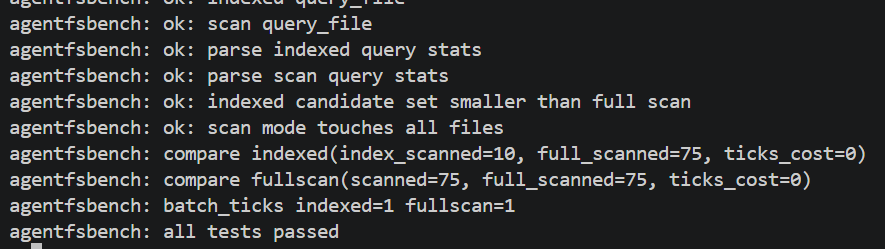 agentfsbench: ok: indexed query_file
agentfsbench: ok: scan query_file
agentfsbench: ok: parse indexed query stats
agentfsbench: ok: parse scan query stats
agentfsbench: ok: indexed candidate set smaller than full scan
agentfsbench: ok: scan mode touches all files
agentfsbench: compare indexed(index_scanned=10, full_scanned=75, ticks_cost=0)
agentfsbench: compare fullscan(scanned=75, full_scanned=75, ticks_cost=0)
agentfsbench: batch_ticks indexed=1 fullscan=1
agentfsbench: all tests passed